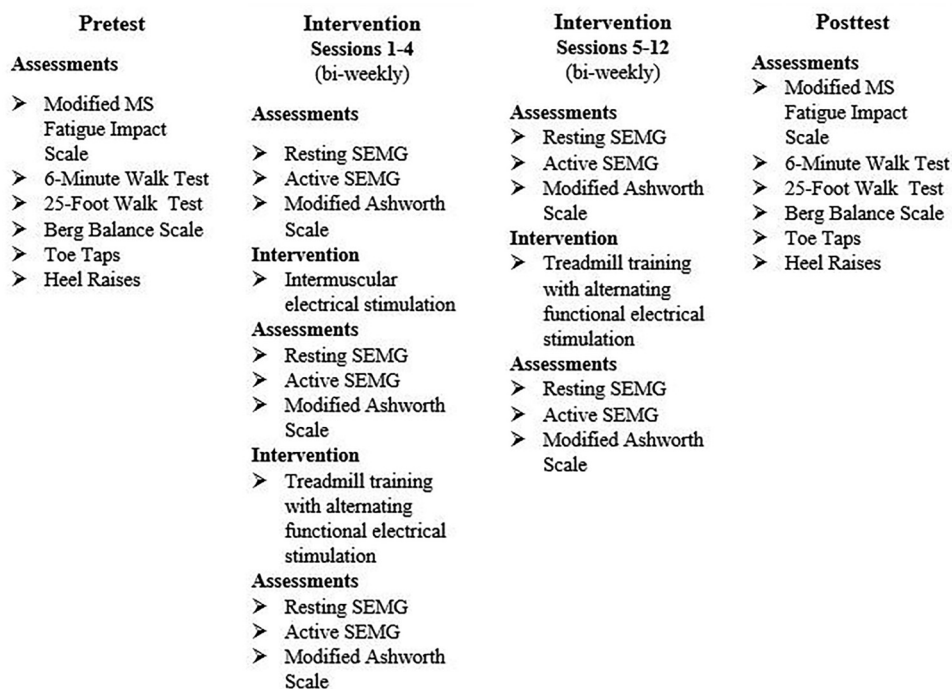 Pretest
Assessments
➢ Modified MS
Fatigue Impact
Scale
➢ 6-Minute Walk Test
➢ 25-Foot Walk Test
➢ Berg Balance Scale
➢ Toe Taps
➢ Heel Raises
Intervention
Sessions 1-4
(bi-weekly)
Assessments
➢ Resting SEMG
➢ Active SEMG
➢ Modified Ashworth
Scale
Intervention
➢ Intermuscular
electrical stimulation
Assessments
➢ Resting SEMG
➢ Active SEMG
➢ Modified Ashworth
Scale
Intervention
➢ Treadmill training
with alternating
functional electrical
stimulation
Assessments
➢ Resting SEMG
➢ Active SEMG
➢ Modified Ashworth
Scale
Intervention
Sessions 5-12
(bi-weekly)
Assessments
➢ Resting SEMG
➢ Active SEMG
➢ Modified Ashworth
Scale
Intervention
➢ Treadmill training
with alternating
functional electrical
stimulation
Assessments
➢ Resting SEMG
➢ Active SEMG
➢ Modified Ashworth
Scale
Posttest
Assessments
➢ Modified MS
Fatigue Impact
Scale
➢ 6-Minute Walk Test
➢ 25-Foot Walk Test
➢ Berg Balance Scale
➢ Toe Taps
➢ Heel Raises